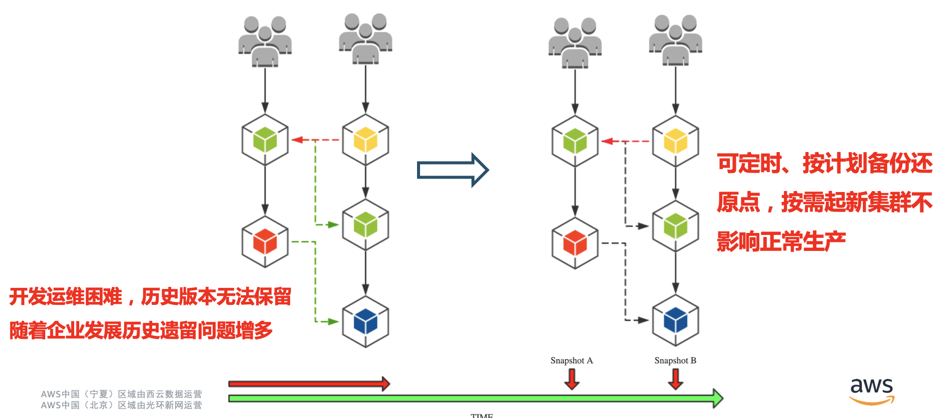 可定时、按计划备份还
原点，按需起新集群不
影响正常生产
开发运维困难，历史版本无法保留
随着企业发展历史遗留问题增多
Snapshot A
Snapshot B
AWS中国（宁夏）区域由西云数据运营
AWS中国（北京）区域由光环新网运营
TIME
aws